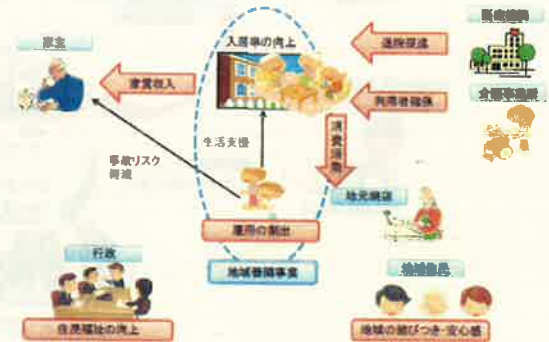 家主
入居率の向上
退院促進
医療機関
家賃収入
利用者確保
介護事業所
生活支援
消費活動
事故リスク
軽減
地元商店
雇用の創出
行政
地域善隣事業
地域住民
住民福祉の向上
地域の結びつき・安心感